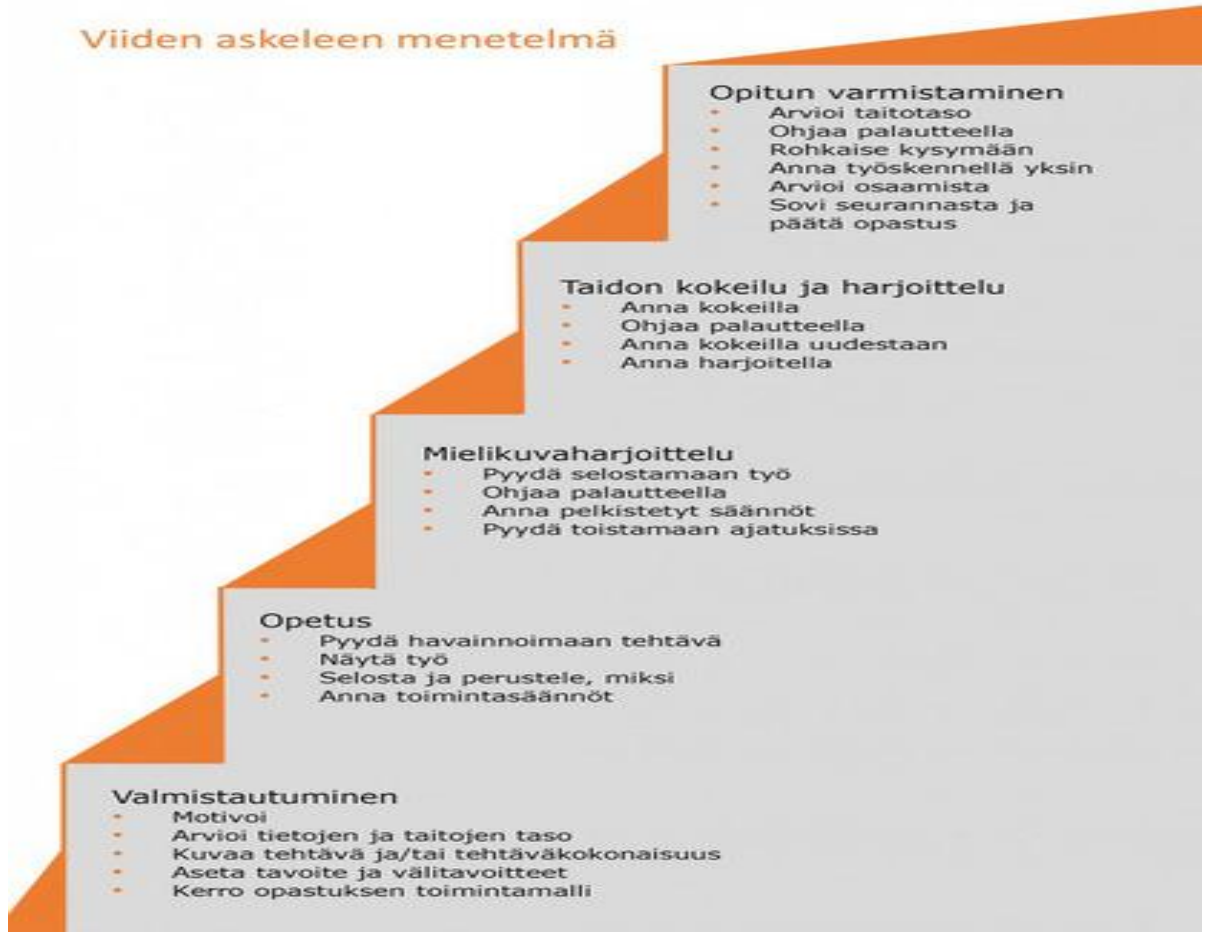 Viiden askeleen menetelmä
Opitun varmistaminen
• Arvioi taitotaso
• Ohjaa palautteella
• Rohkaise kysymään
• Anna työskennellä yksin
• Arvioi osaamista
• Sovi seurannasta ja
päätä opastus
Taidon kokeilu ja harjoittelu
• Anna kokeilla
• Ohjaa palautteella
• Anna kokeilla uudestaan
• Anna harjoitella
Mielikuvaharjoittelu
• Pyydä selostamaan työ
• Ohjaa palautteella
• Anna pelkistetyt säännöt
• Pyydä toistamaan ajatuksissa
Opetus
• Pyydä havainnoimaan tehtävä
• Näytä työ
• Selosta ja perustele, miksi
• Anna toimintasäännöt
Valmistautuminen
• Motivoi
• Arvioi tietojen ja taitojen taso
• Kuvaa tehtävä ja/tai tehtäväkokonaisuus
• Aseta tavoite ja välitavoitteet
• Kerro opastuksen toimintamalli